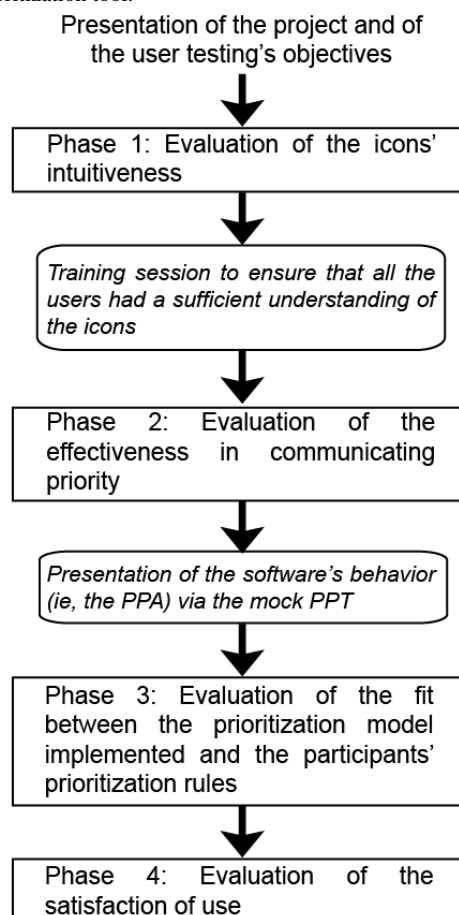 Presentation of the project and of
the user testing's objectives
Phase 1: Evaluation of the icons'
intuitiveness
Training session to ensure that all the
users had a sufficient understanding of
the icons
Phase 2: Evaluation of the
effectiveness in communicating
priority
Presentation of the software's behavior
(ie, the PPA) via the mock PPT
Phase 3: Evaluation of the fit
between the prioritization model
implemented and the participants'
prioritization rules
Phase 4: Evaluation of the
satisfaction of use